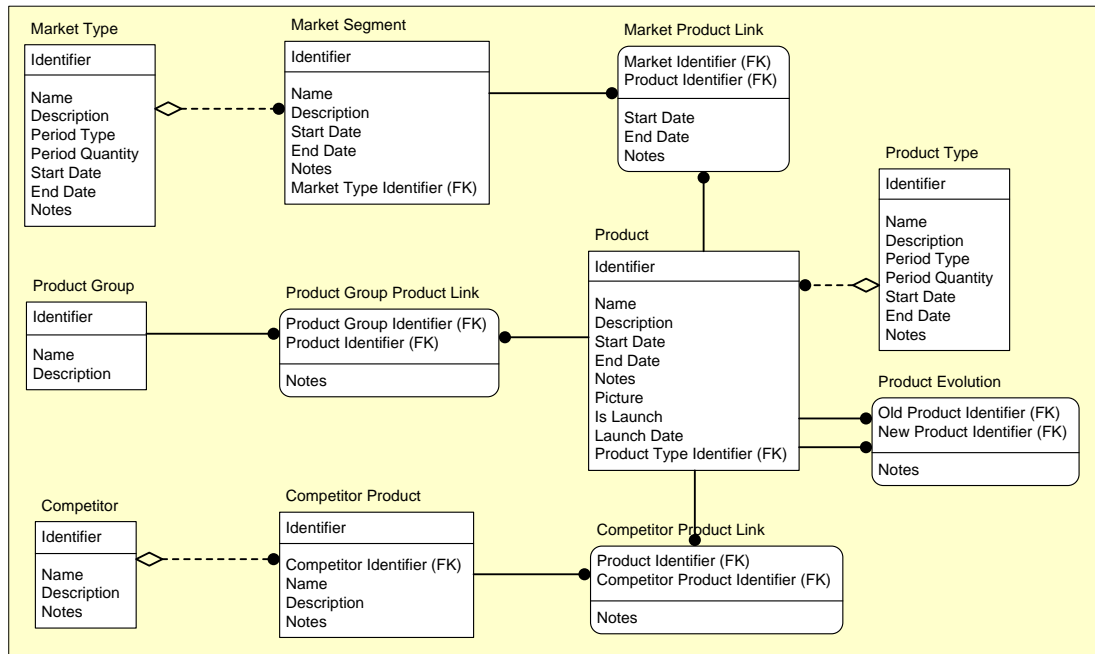 Market Type
Identifier
Name
Description
Period Type
Period Quantity
Start Date
End Date
Notes
Market Segment
Identifier
Name
Description
Start Date
End Date
Notes
Market Type Identifier (FK)
Market Product Link
Market Identifier (FK)
Product Identifier (FK)
Start Date
End Date
Notes
Product Type
Identifier
Name
Description
Period Type
Period Quantity
Start Date
End Date
Notes
Product Group
Identifier
Name
Description
Product Group Product Link
Product Group Identifier (FK)
Product Identifier (FK)
Notes
Product
Identifier
Name
Description
Start Date
End Date
Notes
Picture
Is Launch
Launch Date
Product Type Identifier (FK)
Product Evolution
Old Product Identifier (FK)
New Product Identifier (FK)
Notes
Competitor
Identifier
Name
Description
Notes
Competitor Product
Identifier
Competitor Identifier (FK)
Name
Description
Notes
Competitor Product Link
Product Identifier (FK)
Competitor Product Identifier (FK)
Notes